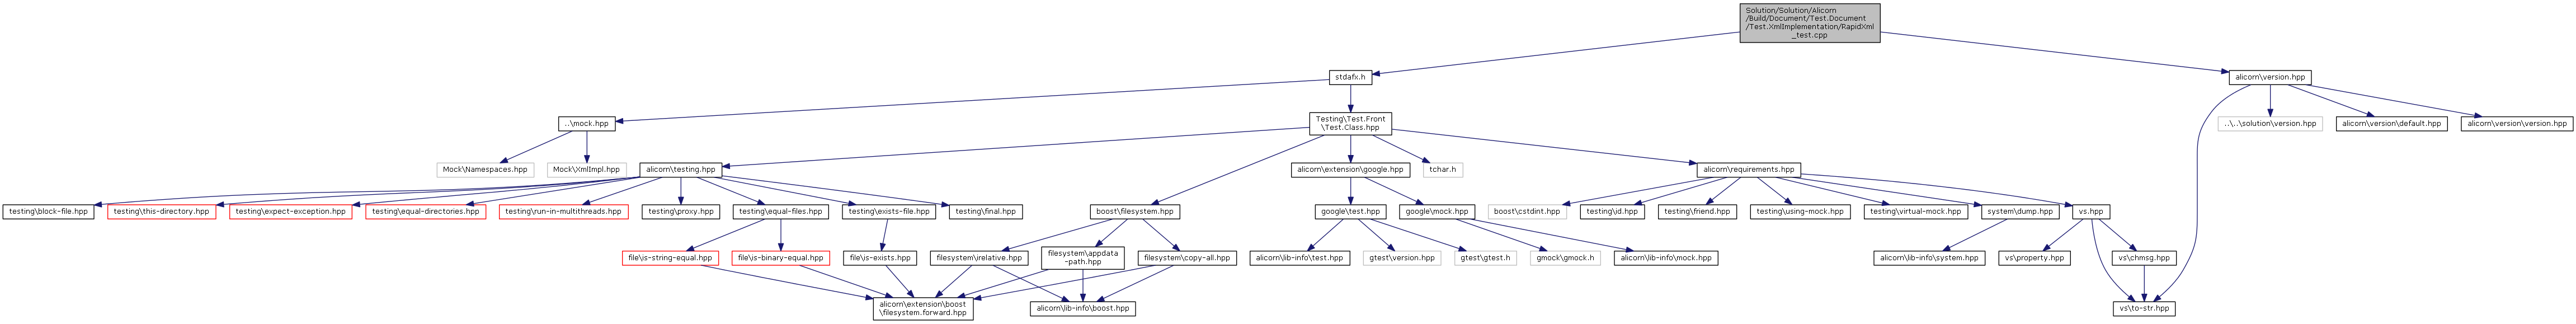 Solution/Solution/Alicorn
/Build/Document/Test.Document
/Test.XmlImplementation/RapidXml
_test.cpp
stdafx.h
alicorn\version.hpp
..\mock.hpp
Testing\Test.Front
\Test.Class.hpp
..\..\solution\version.hpp
alicorn\version\default.hpp
alicorn\version\version.hpp
Mock\Namespaces.hpp
Mock\XmlImpl.hpp
alicorn\testing.hpp
alicorn\extension\google.hpp
tchar.h
alicorn\requirements.hpp
testing\block-file.hpp
testing\this-directory.hpp
testing\expect-exception.hpp
testing\equal-directories.hpp
testing\run-in-multithreads.hpp
testing\proxy.hpp
testing\equal-files.hpp
testing\exists-file.hpp
testing\final.hpp
boost\filesystem.hpp
google\test.hpp
google\mock.hpp
boost\cstdint.hpp
testing\id.hpp
testing\friend.hpp
testing\using-mock.hpp
testing\virtual-mock.hpp
system\dump.hpp
vs.hpp
file\is-string-equal.hpp
file\is-binary-equal.hpp
file\is-exists.hpp
filesystem\irelative.hpp
filesystem\appdata
-path.hpp
filesystem\copy-all.hpp
alicorn\lib-info\test.hpp
gtest\version.hpp
gtest\gtest.h
gmock\gmock.h
alicorn\lib-info\mock.hpp
alicorn\lib-info\system.hpp
vs\property.hpp
vs\chmsg.hpp
alicorn\extension\boost
\filesystem.forward.hpp
alicorn\lib-info\boost.hpp
vs\to-str.hpp